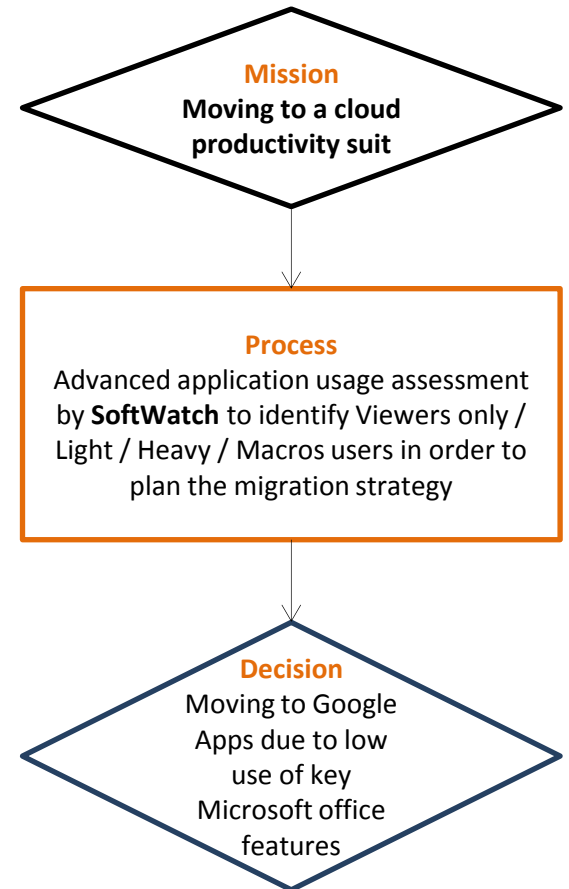 Mission
Moving to a cloud
productivity suit
Process
Advanced application usage assessment
by SoftWatch to identify Viewers only /
Light / Heavy / Macros users in order to
plan the migration strategy
Decision
Moving to Google
Apps due to low
use of key
Microsoft office
features